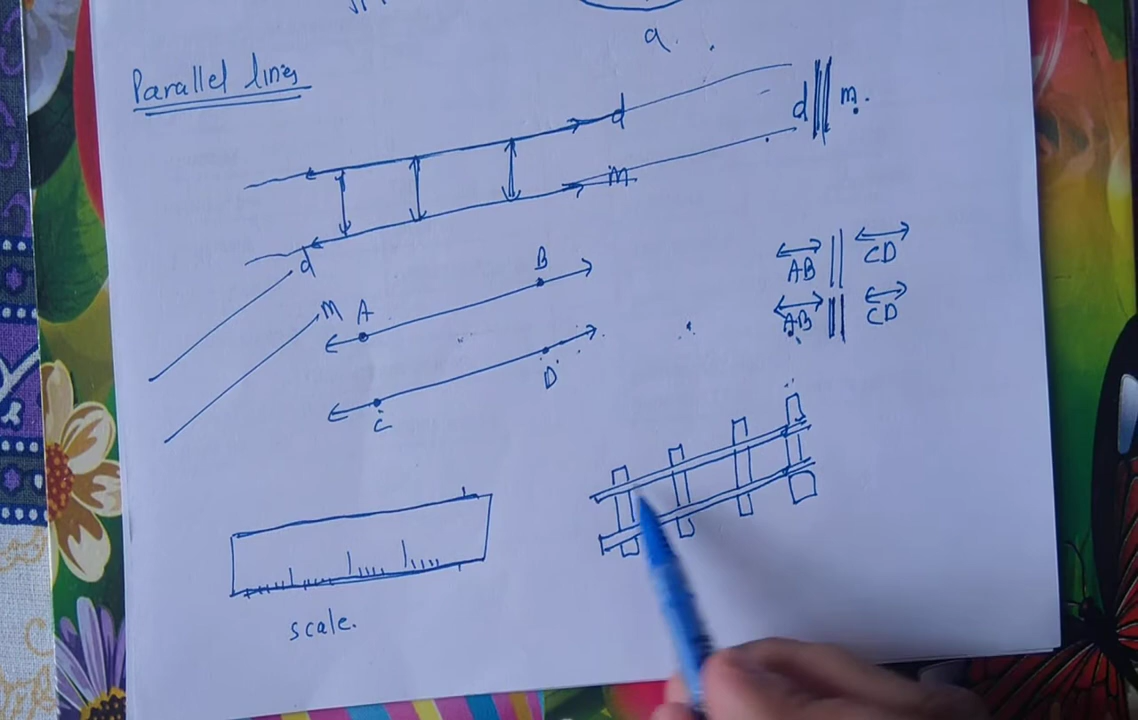 a.
Parallel lines
d
d || m.
m
d
m
A
B
AB || CD
AB || CD
C
D
scale.